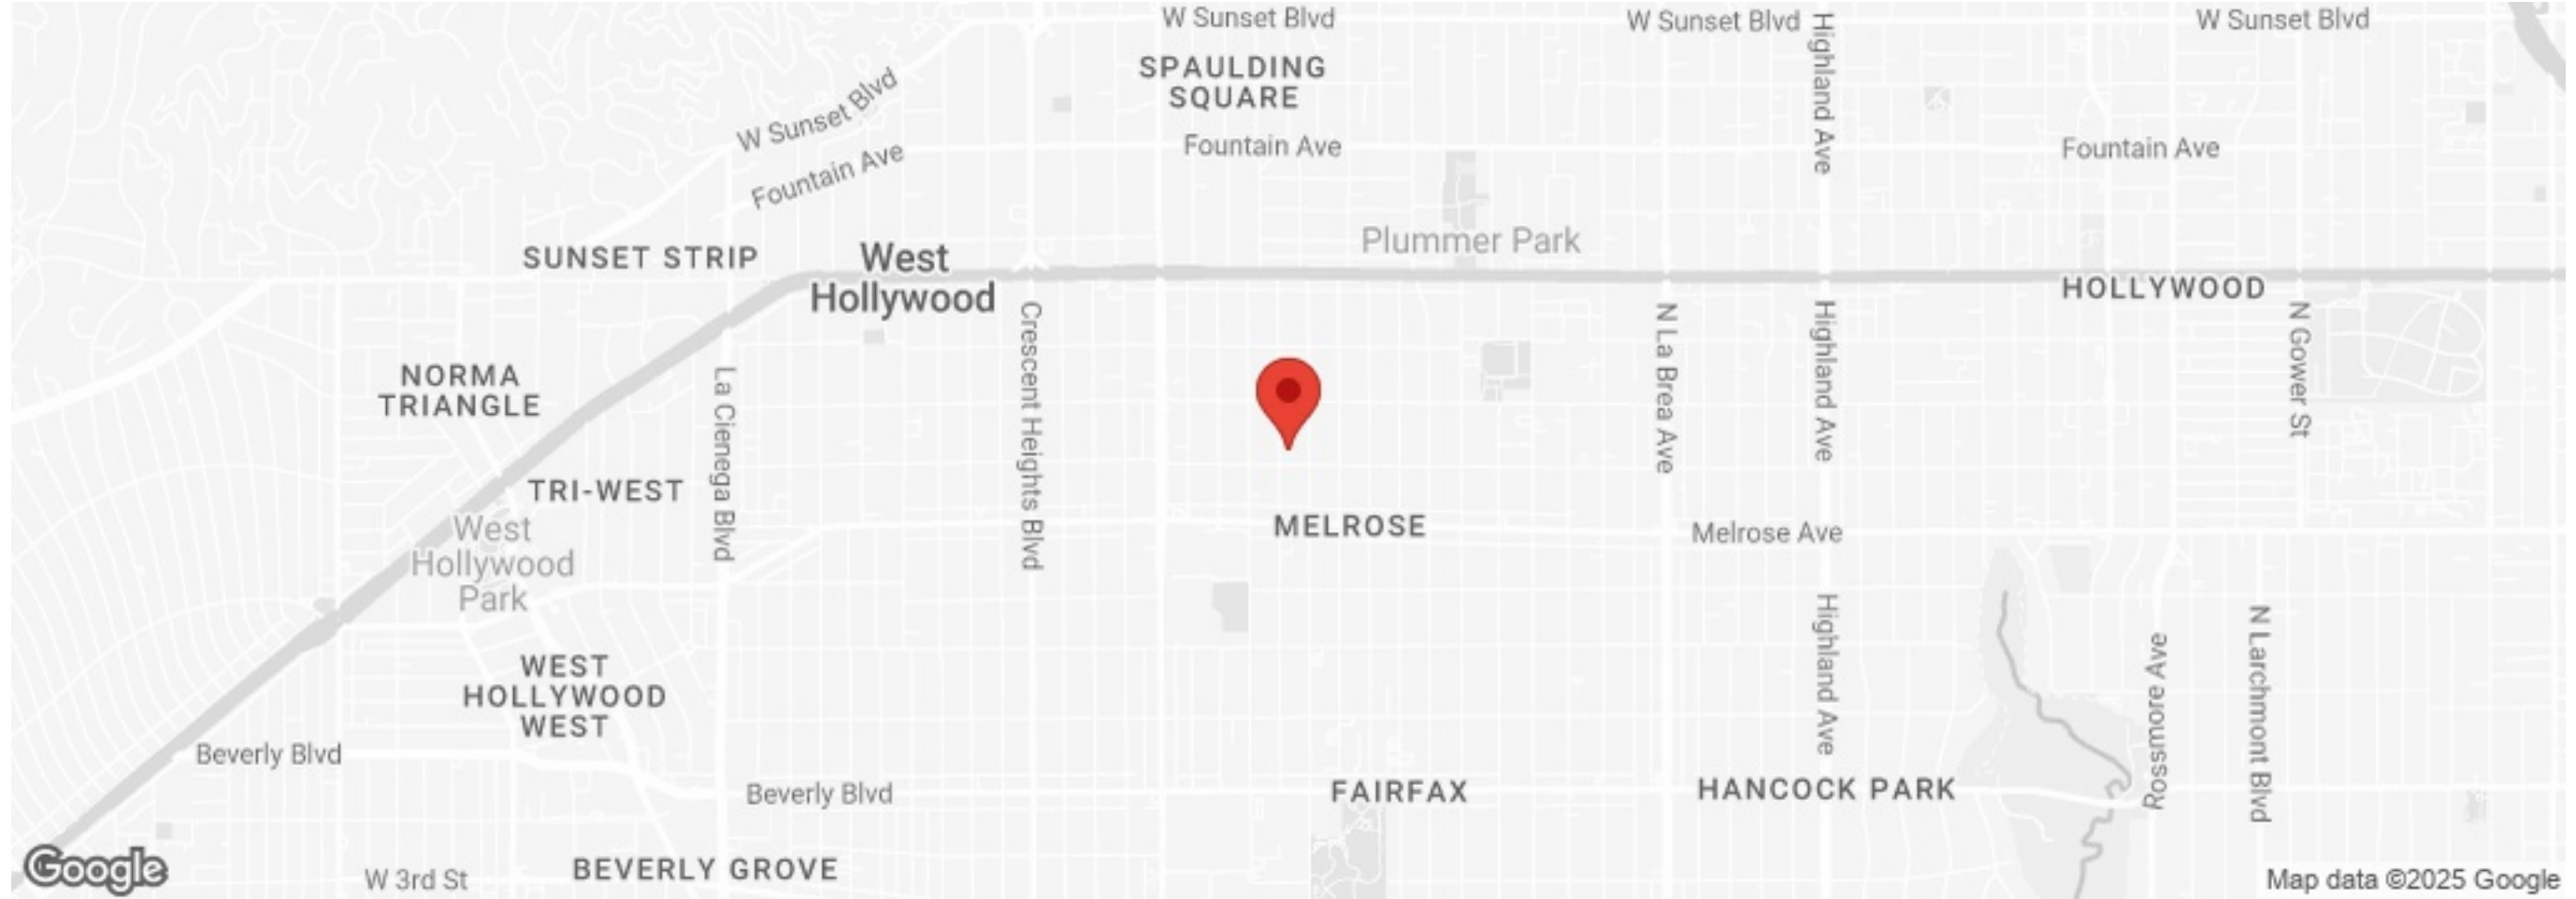 W Sunset Blvd
W Sunset Blvd
W Sunset Blvd
Highland Ave
SPAULDING
SQUARE
W Sunset Blvd
Fountain Ave
Fountain Ave
Fountain Ave
SUNSET STRIP
West
Hollywood
Plummer Park
HOLLYWOOD
Crescent Heights Blvd
N La Brea Ave
Highland Ave
N Gower St
NORMA
TRIANGLE
La Cienega Blvd
TRI-WEST
West
Hollywood
Park
MELROSE
Melrose Ave
Highland Ave
Rossmore Ave
N Larchmont Blvd
WEST
HOLLYWOOD
WEST
Beverly Blvd
Beverly Blvd
FAIRFAX
HANCOCK PARK
Google
W 3rd St
BEVERLY GROVE
Map data ©2025 Google